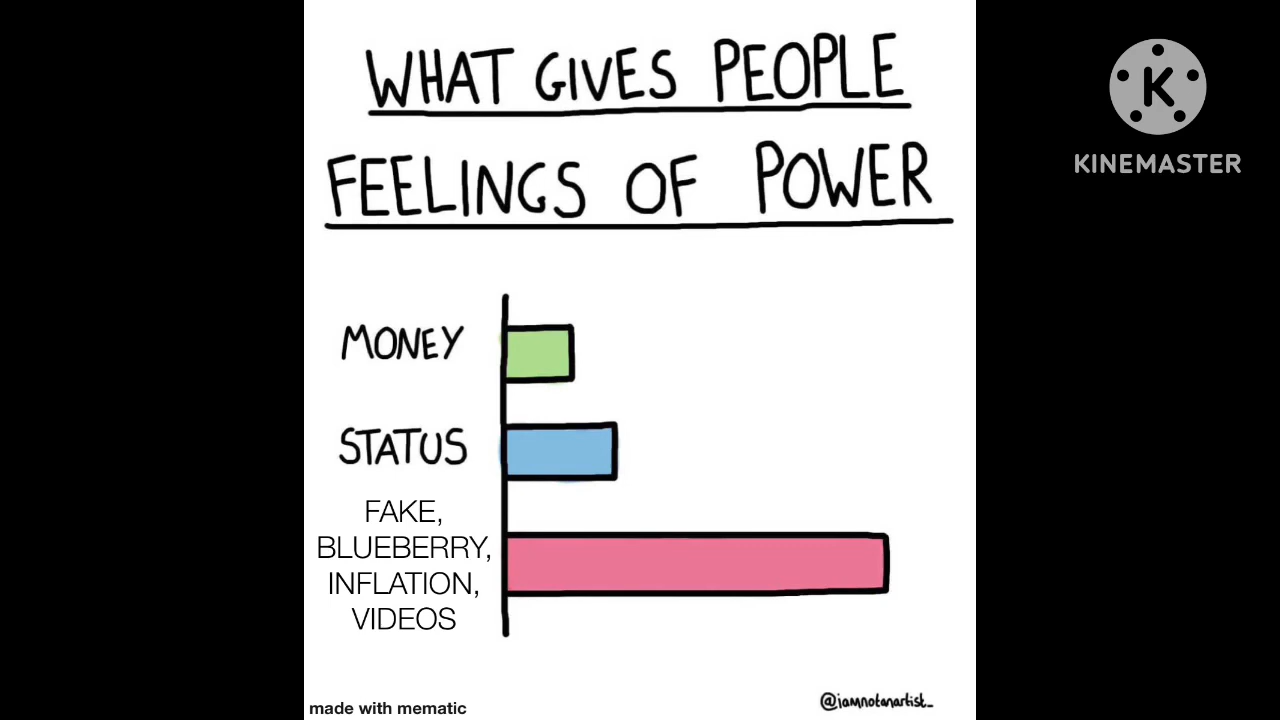 WHAT GIVES PEOPLE
FEELINGS OF POWER
KINEMASTER
MONEY
STATUS
FAKE,
BLUEBERRY,
INFLATION,
VIDEOS
made with mematic
@iamnotanartist_